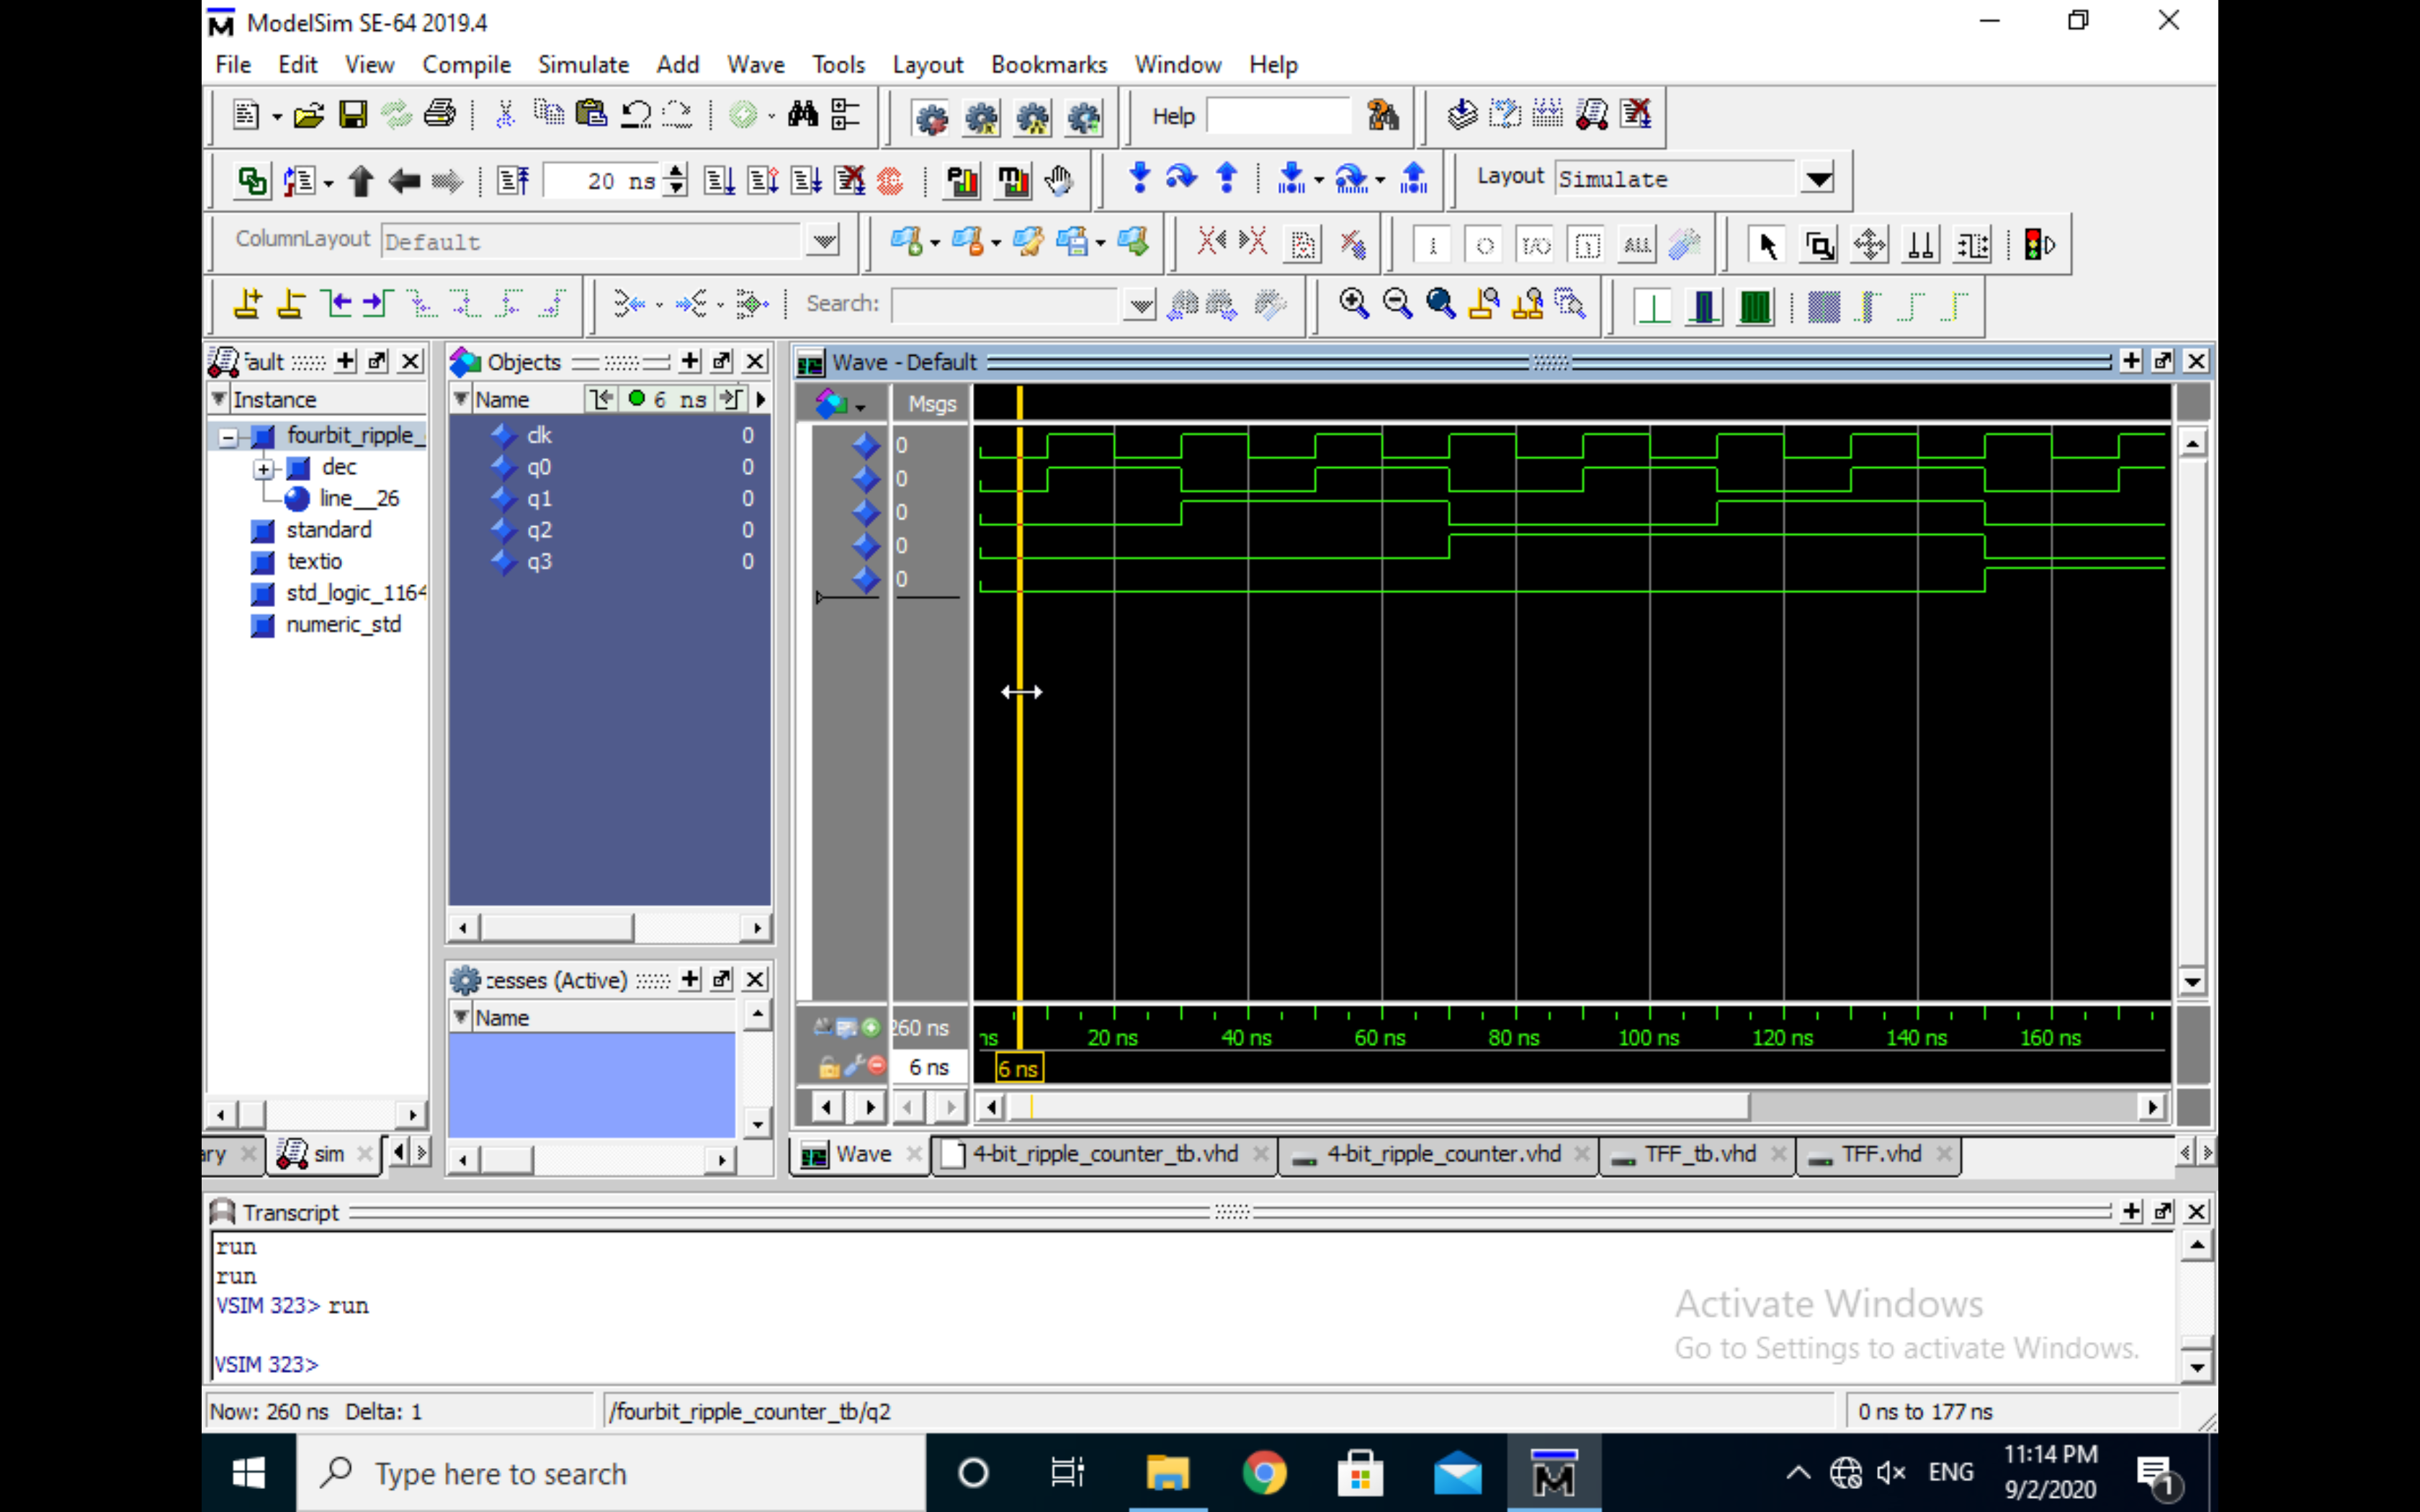 ModelSim SE-64 2019.4
File Edit View Compile Simulate Add Wave Tools Layout Bookmarks Window Help
Help
20 ns
Layout Simulate
ColumnLayout Default
I O I/O ALL
Search:
ault
Instance
fourbit_ripple_
dec
line__26
standard
textio
std_logic_1164
numeric_std
ary
sim
Objects
Name 6 ns
clk 0
q0 0
q1 0
q2 0
q3 0
cesses (Active)
Name
Wave - Default
Msgs
0
0
0
0
0
260 ns
ns 20 ns 40 ns 60 ns 80 ns 100 ns 120 ns 140 ns 160 ns
6 ns
6 ns
Wave 4-bit_ripple_counter_tb.vhd 4-bit_ripple_counter.vhd TFF_tb.vhd TFF.vhd
Transcript
run
run
VSIM 323> run
VSIM 323>
Activate Windows
Go to Settings to activate Windows.
Now: 260 ns Delta: 1
/fourbit_ripple_counter_tb/q2
0 ns to 177 ns
Type here to search
ENG
11:14 PM
9/2/2020
1